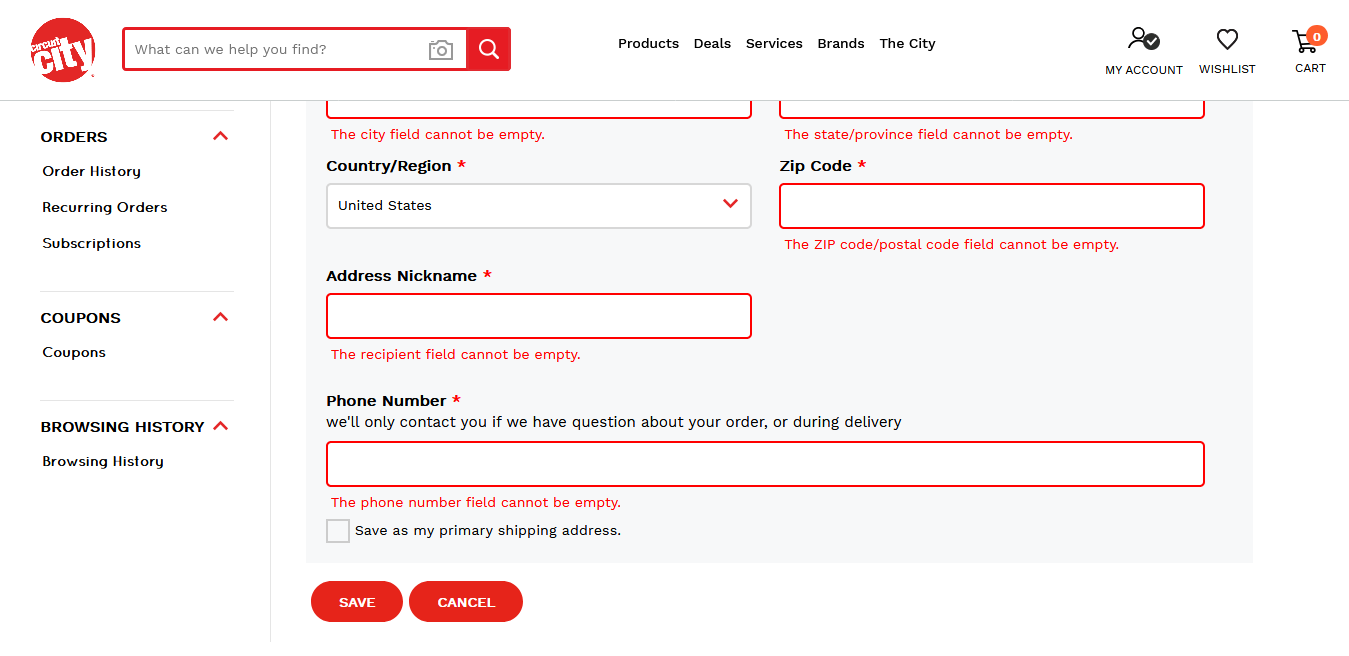 circuit
city
What can we help you find?
Products Deals Services Brands The City
MY ACCOUNT
WISHLIST
0
CART
ORDERS
Order History
Recurring Orders
Subscriptions
COUPONS
Coupons
BROWSING HISTORY
Browsing History
The city field cannot be empty.
The state/province field cannot be empty.
Country/Region *
Zip Code *
United States
The ZIP code/postal code field cannot be empty.
Address Nickname *
The recipient field cannot be empty.
Phone Number *
we'll only contact you if we have question about your order, or during delivery
The phone number field cannot be empty.
Save as my primary shipping address.
SAVE
CANCEL